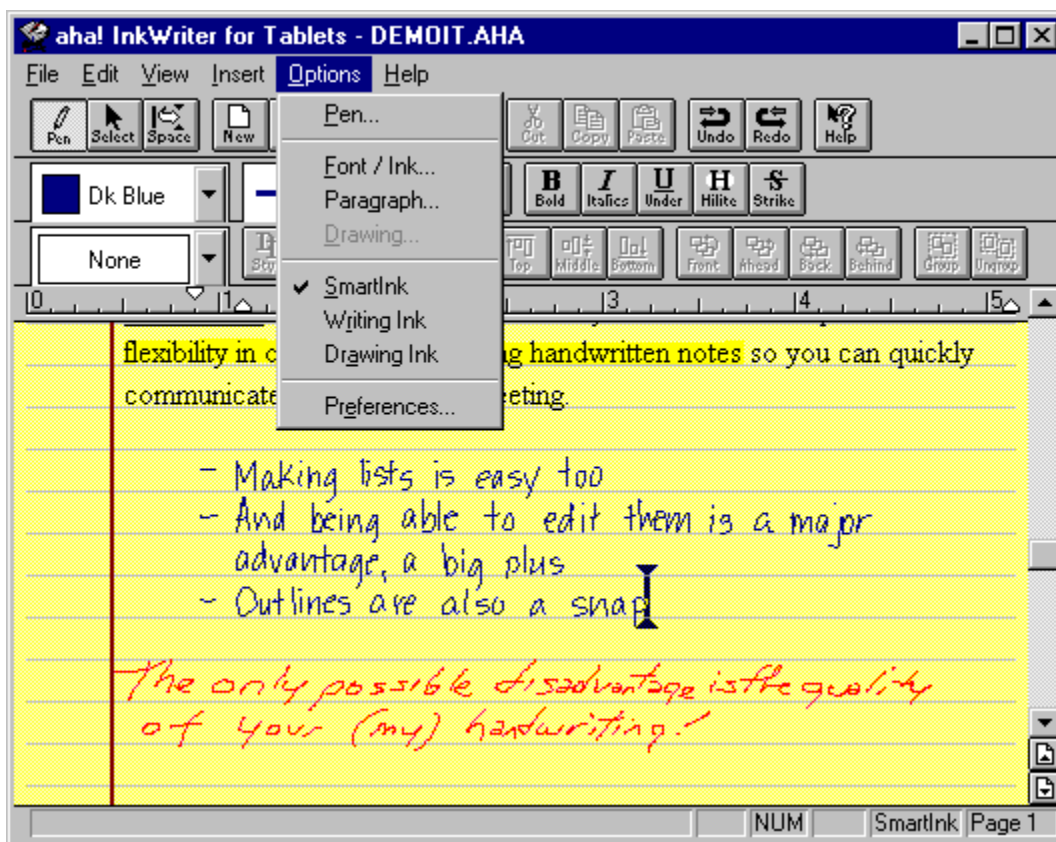 aha! InkWriter for Tablets - DEMOIT.AHA
File Edit View Insert Options Help
Pen Select Space New Cut Copy Paste Undo Redo Help
Pen...
Dk Blue Bold Italics Under Hilite Strike
Font / Ink...
Paragraph...
Drawing...
None Top Middle Bottom Front Ahead Back Behind Group Ungroup
SmartInk
0 1 3 4 5
Writing Ink
Drawing Ink
flexibility in handwritten notes so you can quickly
communicate
Preferences...
- Making lists is easy too
- And being able to edit them is a major
advantage, a big plus
- Outlines are also a snap
The only possible disadvantage is the quality
of your (my) handwriting!
NUM SmartInk Page 1